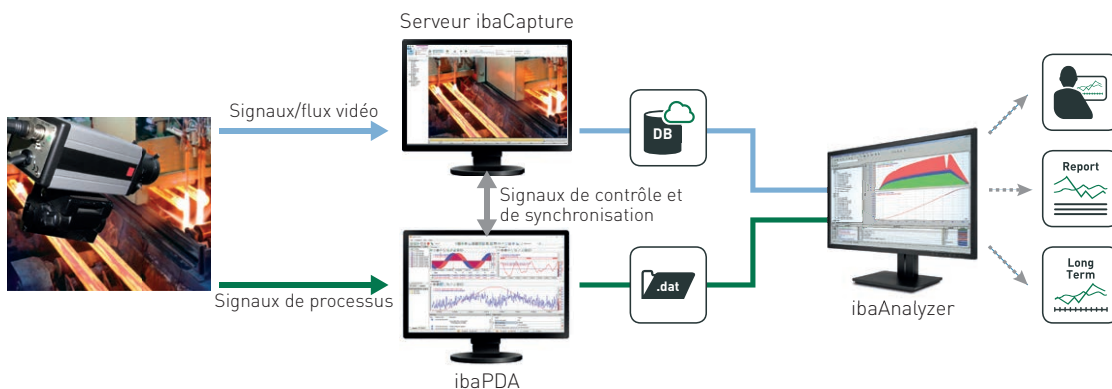 Serveur ibaCapture
Signaux/flux vidéo
DB
Signaux de contrôle et
de synchronisation
Signaux de processus
.dat
ibaPDA
ibaAnalyzer
Report
Long
Term